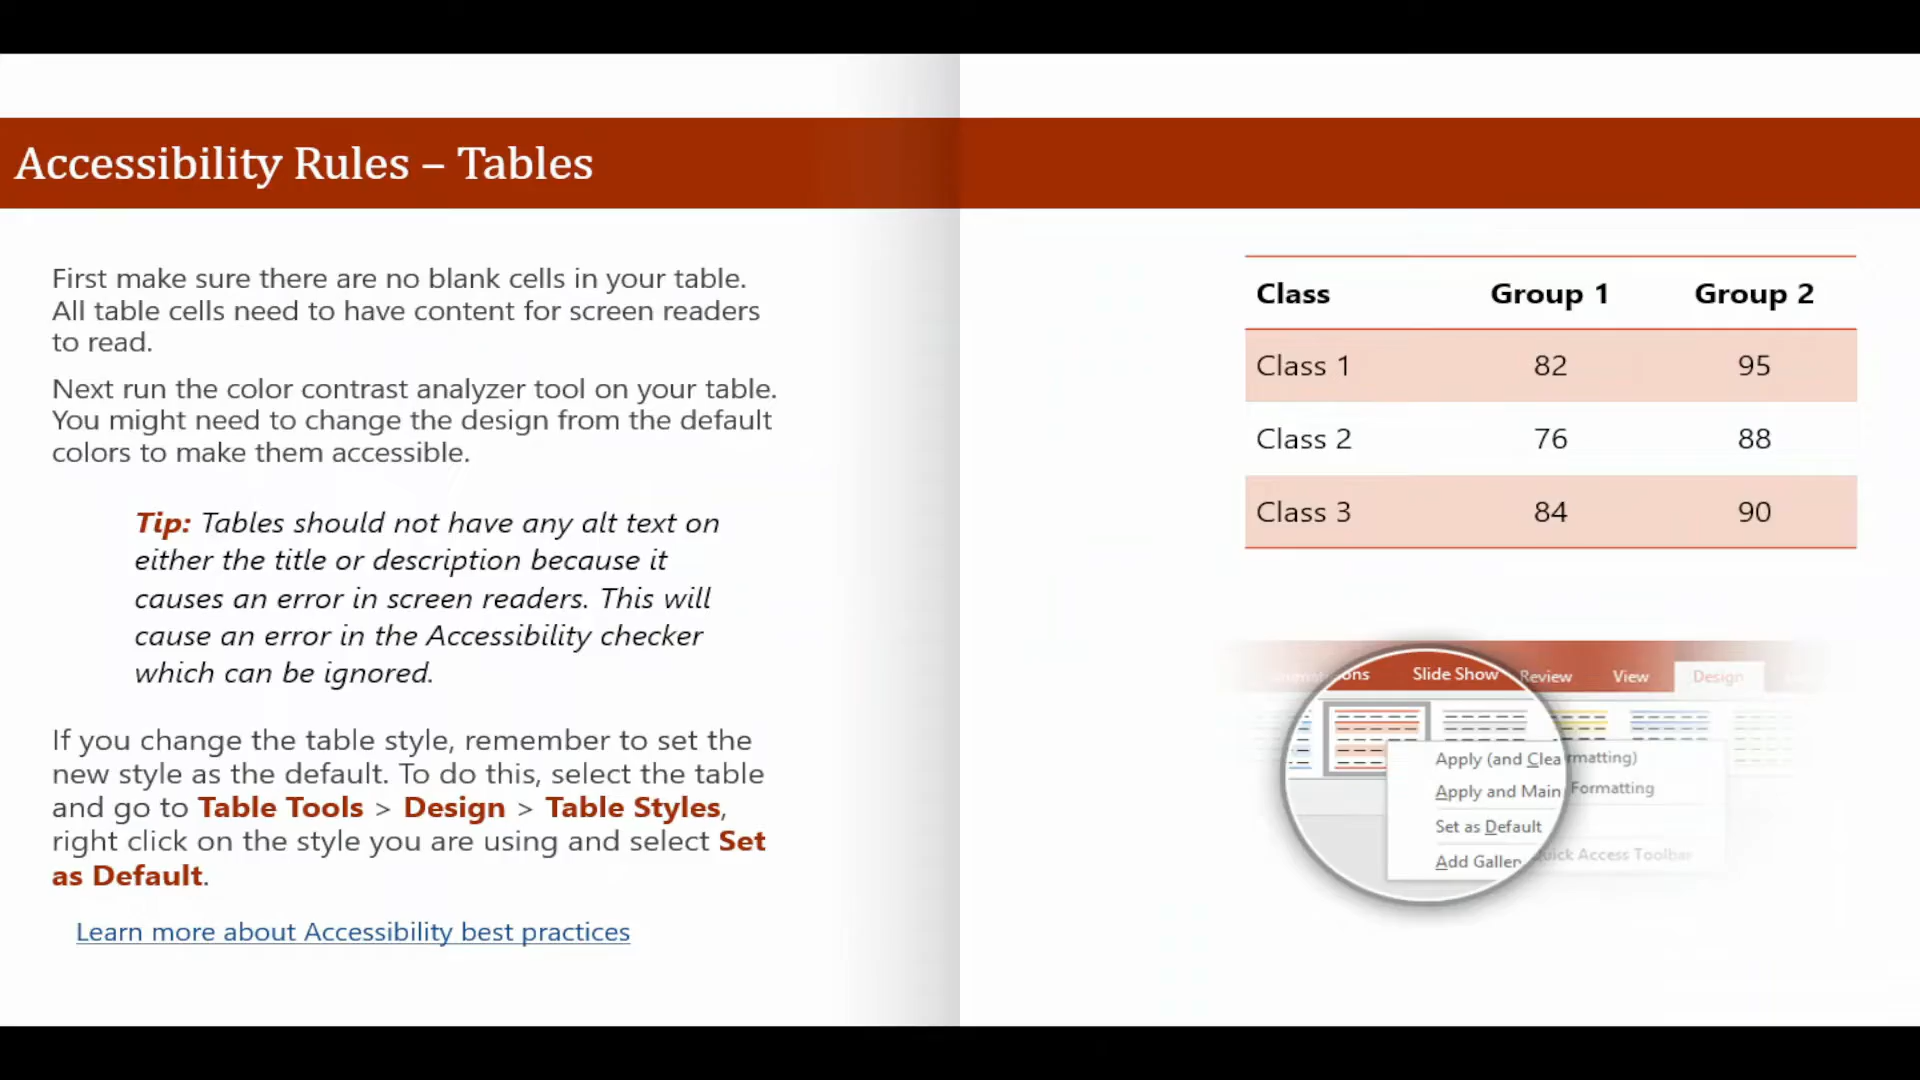 Accessibility Rules – Tables
First make sure there are no blank cells in your table.
All table cells need to have content for screen readers
to read.
Next run the color contrast analyzer tool on your table.
You might need to change the design from the default
colors to make them accessible.
Tip: Tables should not have any alt text on
either the title or description because it
causes an error in screen readers. This will
cause an error in the Accessibility checker
which can be ignored.
If you change the table style, remember to set the
new style as the default. To do this, select the table
and go to Table Tools > Design > Table Styles,
right click on the style you are using and select Set
as Default.
Learn more about Accessibility best practices
Class Group 1 Group 2
Class 1 82 95
Class 2 76 88
Class 3 84 90
ons Slide Show Review View Design
Apply (and Clea rmatting)
Apply and Main Formatting
Set as Default
Add Galler uick Access Toolbar